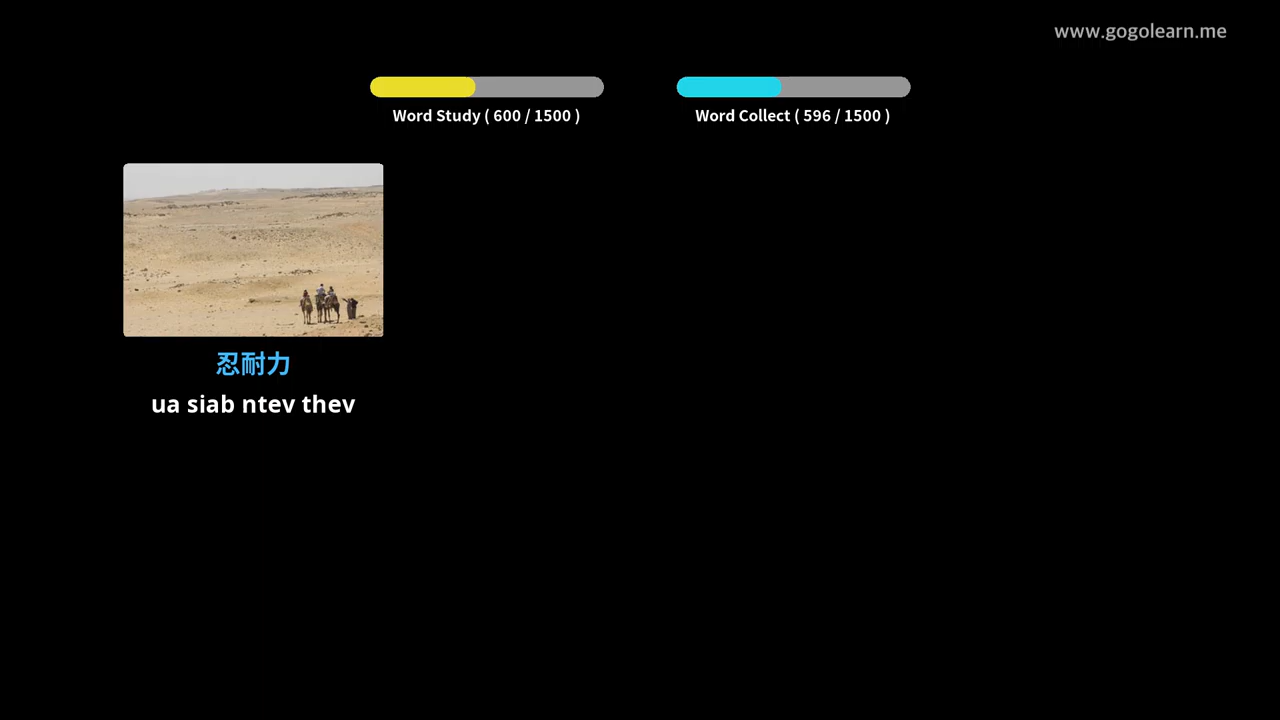 www.gogolearn.me
Word Study ( 600 / 1500 )
Word Collect ( 596 / 1500 )
忍耐力
ua siab ntev thev